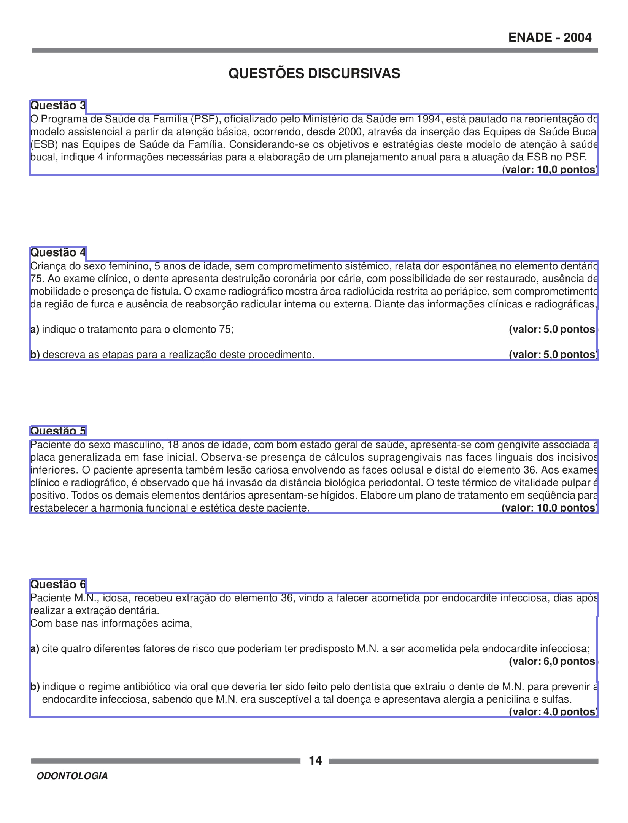 ENADE - 2004
QUESTÕES DISCURSIVAS
Questão 3
O Programa de Saúde da Família (PSF), oficializado pelo Ministério da Saúde em 1994, está pautado na reorientação do
modelo assistencial a partir da atenção básica, ocorrendo, desde 2000, através da inserção das Equipes de Saúde Bucal
(ESB) nas Equipes de Saúde da Família. Considerando-se os objetivos e estratégias deste modelo de atenção à saúde
bucal, indique 4 informações necessárias para a elaboração de um planejamento anual para a atuação da ESB no PSF.
(valor: 10,0 pontos)
Questão 4
Criança do sexo feminino, 5 anos de idade, sem comprometimento sistêmico, relata dor espontânea no elemento dentário
75. Ao exame clínico, o dente apresenta destruição coronária por cárie, com possibilidade de ser restaurado, ausência de
mobilidade e presença de fístula. O exame radiográfico mostra área radiolúcida restrita ao periápice, sem comprometimento
da região de furca e ausência de reabsorção radicular interna ou externa. Diante das informações clínicas e radiográficas,
a) indique o tratamento para o elemento 75; (valor: 5,0 pontos)
b) descreva as etapas para a realização deste procedimento. (valor: 5,0 pontos)
Questão 5
Paciente do sexo masculino, 18 anos de idade, com bom estado geral de saúde, apresenta-se com gengivite associada a
placa generalizada em fase inicial. Observa-se presença de cálculos supragengivais nas faces linguais dos incisivos
inferiores. O paciente apresenta também lesão cariosa envolvendo as faces oclusal e distal do elemento 36. Aos exames
clínico e radiográfico, é observado que há invasão da distância biológica periodontal. O teste térmico de vitalidade pulpar é
positivo. Todos os demais elementos dentários apresentam-se hígidos. Elabore um plano de tratamento em seqüência para
restabelecer a harmonia funcional e estética deste paciente. (valor: 10,0 pontos)
Questão 6
Paciente M.N., idosa, recebeu extração do elemento 36, vindo a falecer acometida por endocardite infecciosa, dias após
realizar a extração dentária.
Com base nas informações acima,
a) cite quatro diferentes fatores de risco que poderiam ter predisposto M.N. a ser acometida pela endocardite infecciosa;
(valor: 6,0 pontos)
b) indique o regime antibiótico via oral que deveria ter sido feito pelo dentista que extraiu o dente de M.N. para prevenir a
endocardite infecciosa, sabendo que M.N. era susceptível a tal doença e apresentava alergia a penicilina e sulfas.
(valor: 4,0 pontos)
14
ODONTOLOGIA